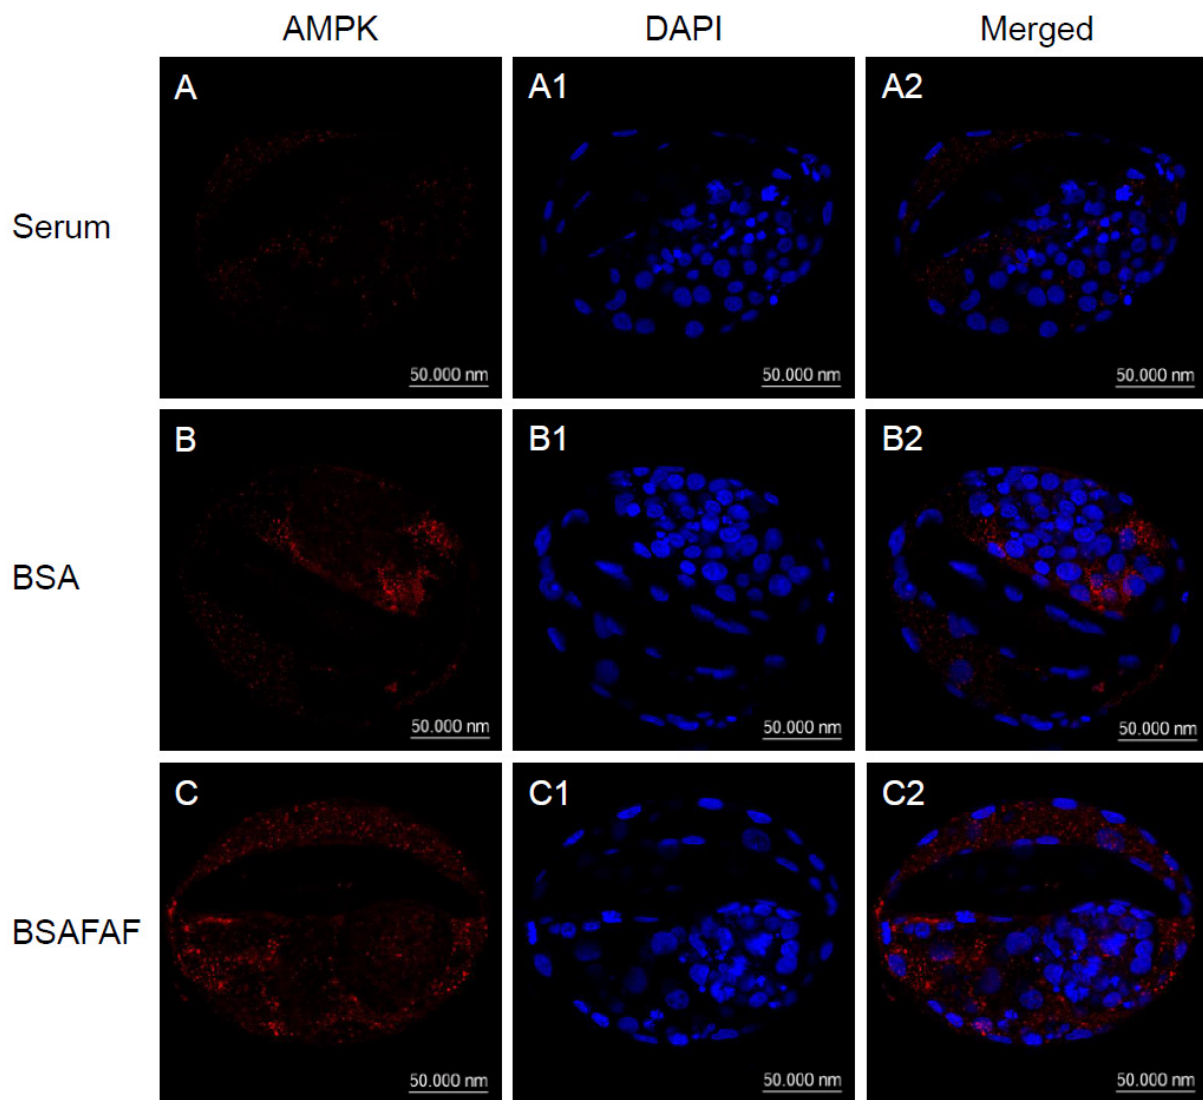 AMPK DAPI Merged
Serum
A A1 A2
50.000 nm 50.000 nm 50.000 nm
BSA
B B1 B2
50.000 nm 50.000 nm 50.000 nm
BSAFAF
C C1 C2
50.000 nm 50.000 nm 50.000 nm